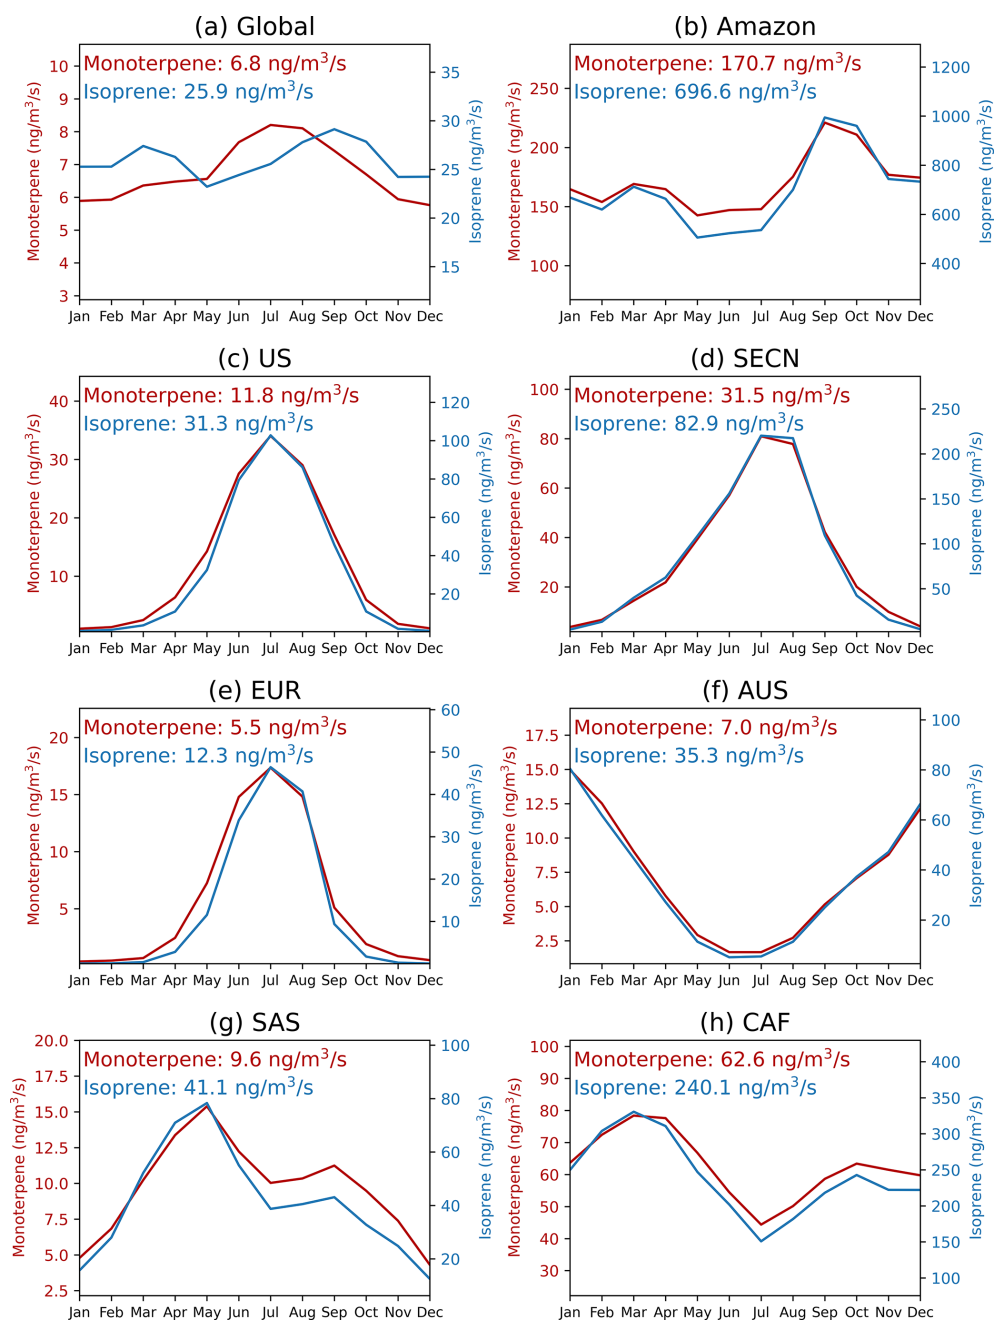 (a) Global
Monoterpene: 6.8 ng/m³/s
Isoprene: 25.9 ng/m³/s
Monoterpene (ng/m³/s)
10
9
8
7
6
5
4
3
Isoprene (ng/m³/s)
35
30
25
20
15
Jan Feb Mar Apr May Jun Jul Aug Sep Oct Nov Dec
(b) Amazon
Monoterpene: 170.7 ng/m³/s
Isoprene: 696.6 ng/m³/s
Monoterpene (ng/m³/s)
250
200
150
100
Isoprene (ng/m³/s)
1200
1000
800
600
400
Jan Feb Mar Apr May Jun Jul Aug Sep Oct Nov Dec
(c) US
Monoterpene: 11.8 ng/m³/s
Isoprene: 31.3 ng/m³/s
Monoterpene (ng/m³/s)
40
30
20
10
Isoprene (ng/m³/s)
120
100
80
60
40
20
Jan Feb Mar Apr May Jun Jul Aug Sep Oct Nov Dec
(d) SECN
Monoterpene: 31.5 ng/m³/s
Isoprene: 82.9 ng/m³/s
Monoterpene (ng/m³/s)
100
80
60
40
20
Isoprene (ng/m³/s)
250
200
150
100
50
Jan Feb Mar Apr May Jun Jul Aug Sep Oct Nov Dec
(e) EUR
Monoterpene: 5.5 ng/m³/s
Isoprene: 12.3 ng/m³/s
Monoterpene (ng/m³/s)
20
15
10
5
Isoprene (ng/m³/s)
60
50
40
30
20
10
Jan Feb Mar Apr May Jun Jul Aug Sep Oct Nov Dec
(f) AUS
Monoterpene: 7.0 ng/m³/s
Isoprene: 35.3 ng/m³/s
Monoterpene (ng/m³/s)
17.5
15.0
12.5
10.0
7.5
5.0
2.5
Isoprene (ng/m³/s)
100
80
60
40
20
Jan Feb Mar Apr May Jun Jul Aug Sep Oct Nov Dec
(g) SAS
Monoterpene: 9.6 ng/m³/s
Isoprene: 41.1 ng/m³/s
Monoterpene (ng/m³/s)
20.0
17.5
15.0
12.5
10.0
7.5
5.0
2.5
Isoprene (ng/m³/s)
100
80
60
40
20
Jan Feb Mar Apr May Jun Jul Aug Sep Oct Nov Dec
(h) CAF
Monoterpene: 62.6 ng/m³/s
Isoprene: 240.1 ng/m³/s
Monoterpene (ng/m³/s)
100
90
80
70
60
50
40
30
Isoprene (ng/m³/s)
400
350
300
250
200
150
100
Jan Feb Mar Apr May Jun Jul Aug Sep Oct Nov Dec